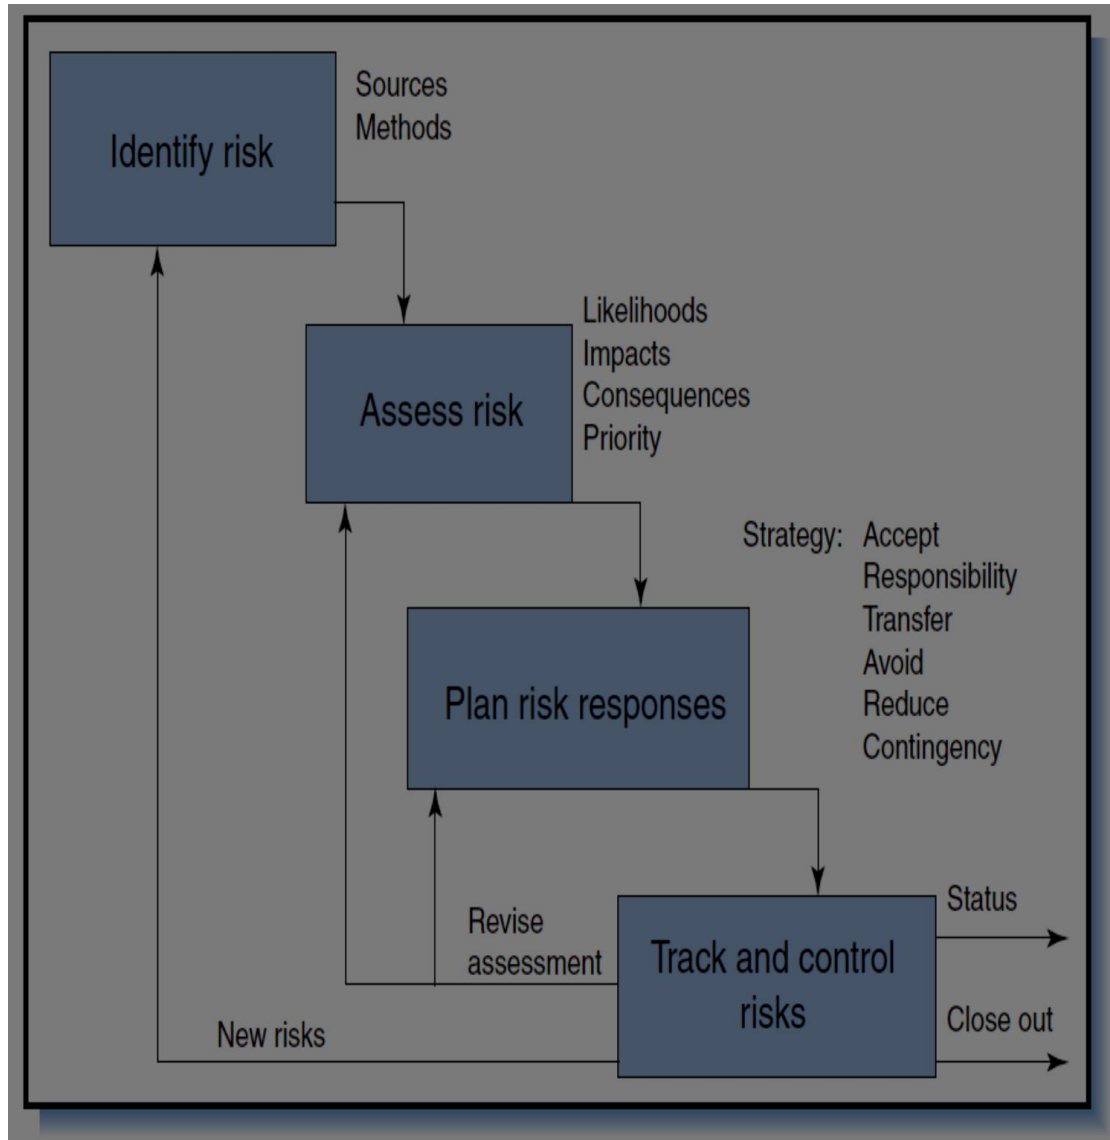 Identify risk
Sources
Methods
Assess risk
Likelihoods
Impacts
Consequences
Priority
Strategy: Accept
Responsibility
Transfer
Avoid
Reduce
Contingency
Plan risk responses
Revise
assessment
Track and control
risks
Status
Close out
New risks